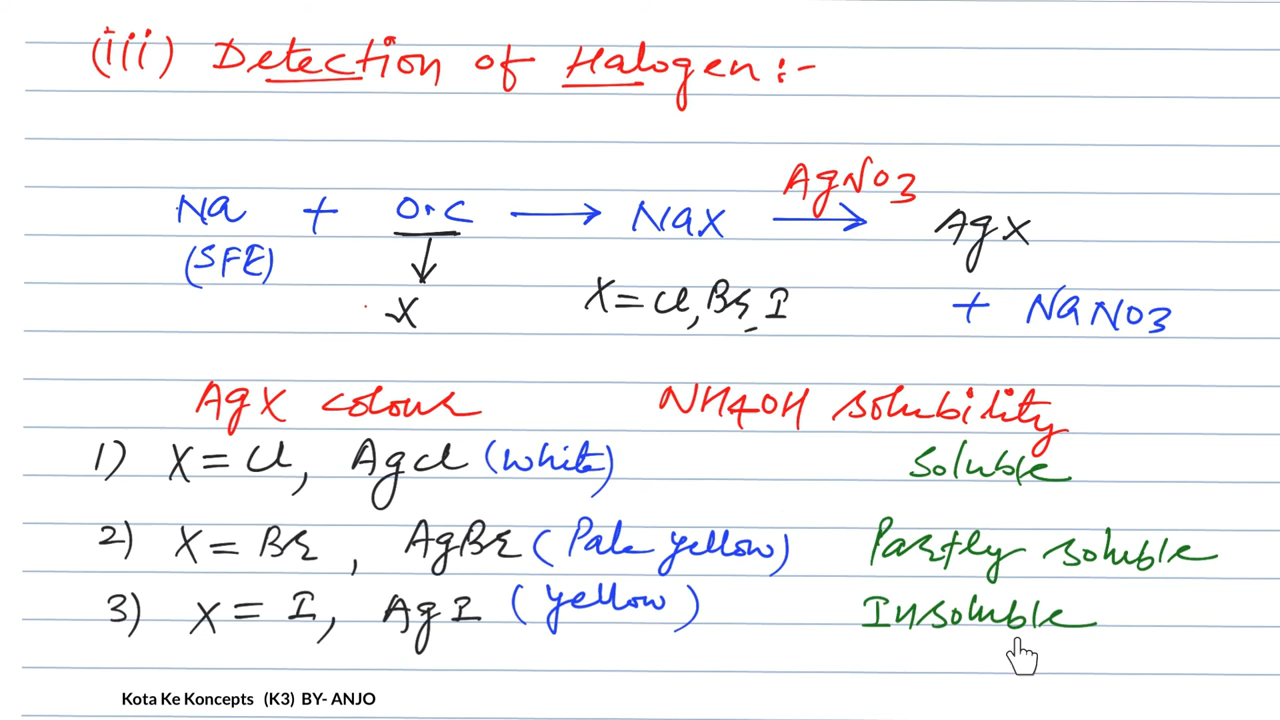 (iii) Detection of Halogen:-
AgNO3
Na + O.C → NaX → AgX
(SFE)
X X=Cl, Br, I + NaNO3
AgX colour NH4OH solubility
1) X=Cl, AgCl (White) Soluble
2) X=Br, AgBr (Pale yellow) Partly soluble
3) X=I, AgI (yellow) Insoluble
Kota Ke Koncepts (K3) BY- ANJO